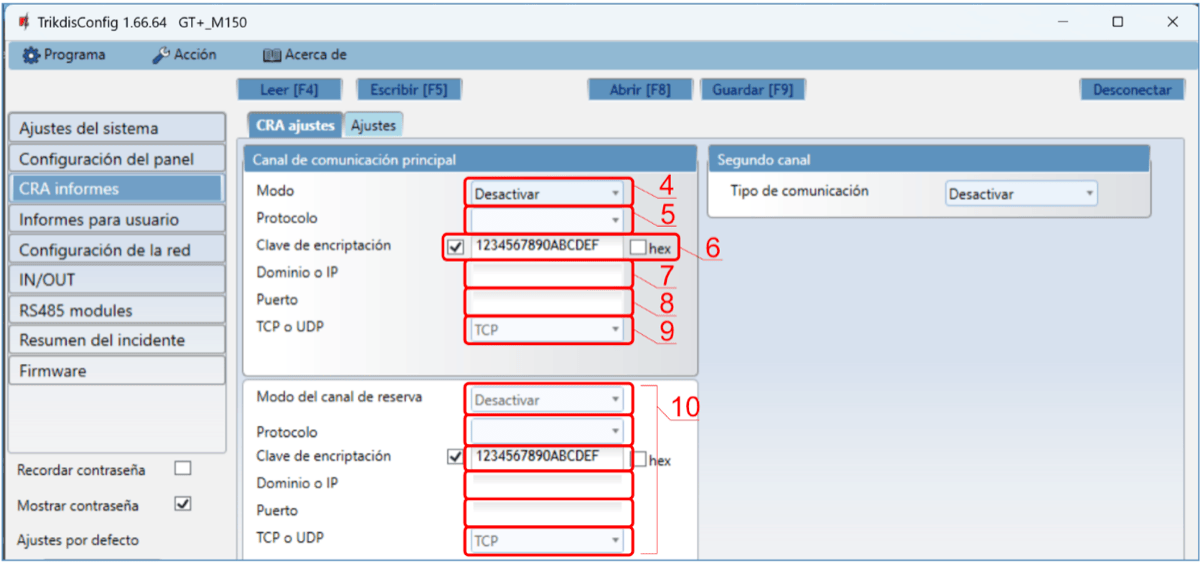 TrikdisConfig 1.66.64 GT+_M150
Programa Acción Acerca de
Leer [F4] Escribir [F5] Abrir [F8] Guardar [F9] Desconectar
Ajustes del sistema
Configuración del panel
CRA informes
Informes para usuario
Configuración de la red
IN/OUT
RS485 modules
Resumen del incidente
Firmware
Recordar contraseña
Mostrar contraseña
Ajustes por defecto
CRA ajustes Ajustes
Canal de comunicación principal
Modo Desactivar 4
Protocolo 5
Clave de encriptación 1234567890ABCDEF hex 6
Dominio o IP 7
Puerto 8
TCP o UDP TCP 9
Modo del canal de reserva Desactivar 10
Protocolo
Clave de encriptación 1234567890ABCDEF hex
Dominio o IP
Puerto
TCP o UDP TCP
Segundo canal
Tipo de comunicación Desactivar